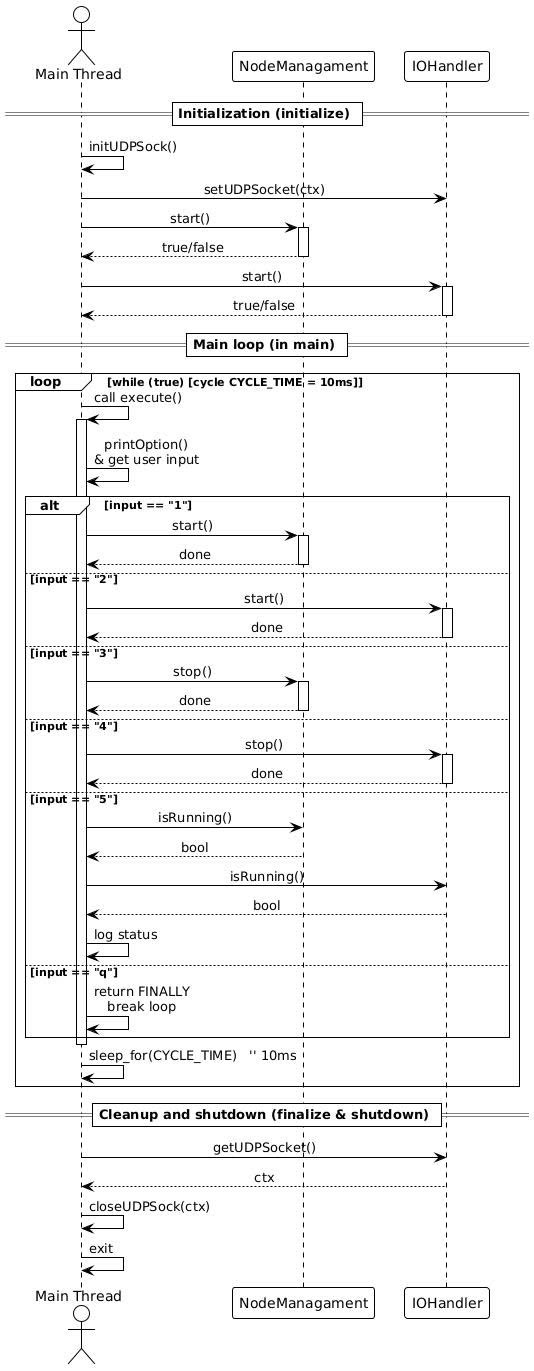 Main Thread
NodeManagament
IOHandler
Initialization (initialize)
initUDPSock()
setUDPSocket(ctx)
start()
true/false
start()
true/false
Main loop (in main)
loop
[while (true) [cycle CYCLE_TIME = 10ms]]
call execute()
printOption()
& get user input
alt
[input == "1"]
start()
done
[input == "2"]
start()
done
[input == "3"]
stop()
done
[input == "4"]
stop()
done
[input == "5"]
isRunning()
bool
isRunning()
bool
log status
[input == "q"]
return FINALLY
break loop
sleep_for(CYCLE_TIME)   '' 10ms
Cleanup and shutdown (finalize & shutdown)
getUDPSocket()
ctx
closeUDPSock(ctx)
exit
Main Thread
NodeManagament
IOHandler